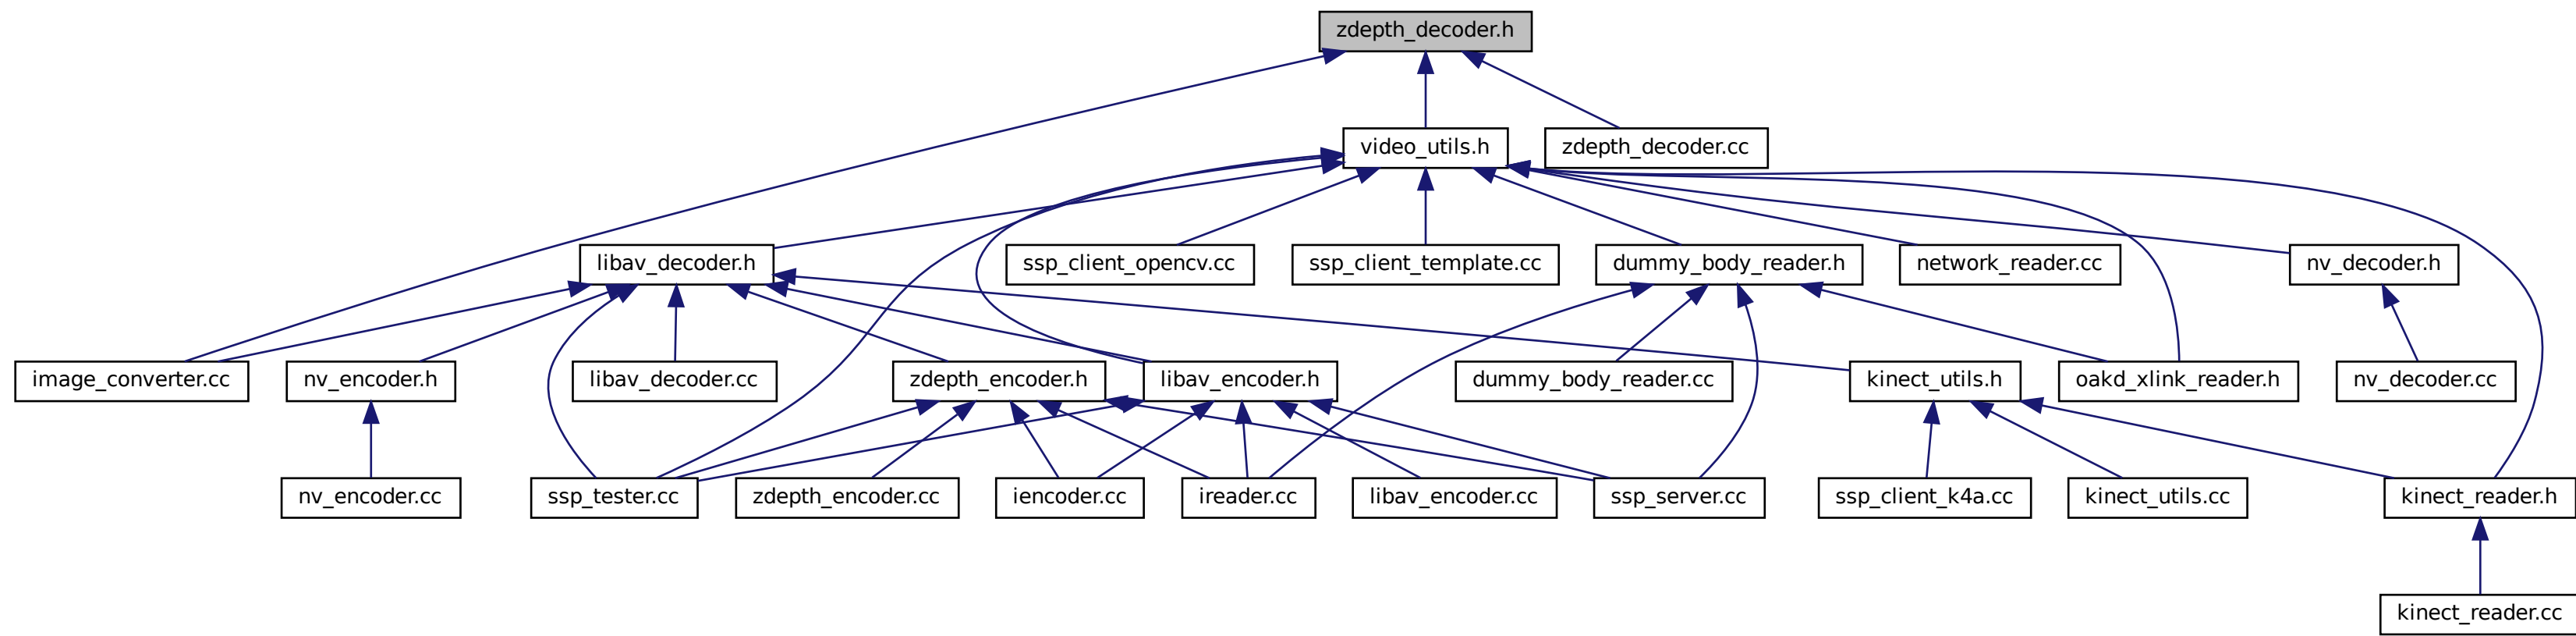 zdepth_decoder.h
video_utils.h
zdepth_decoder.cc
libav_decoder.h
ssp_client_opencv.cc
ssp_client_template.cc
dummy_body_reader.h
network_reader.cc
nv_decoder.h
image_converter.cc
nv_encoder.h
libav_decoder.cc
zdepth_encoder.h
libav_encoder.h
dummy_body_reader.cc
kinect_utils.h
oakd_xlink_reader.h
nv_decoder.cc
nv_encoder.cc
ssp_tester.cc
zdepth_encoder.cc
iencoder.cc
ireader.cc
libav_encoder.cc
ssp_server.cc
ssp_client_k4a.cc
kinect_utils.cc
kinect_reader.h
kinect_reader.cc